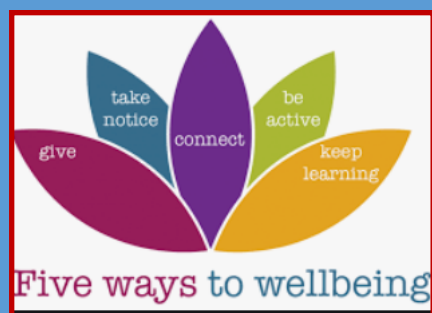 give
take
notice
connect
be
active
keep
learning
Five ways to wellbeing